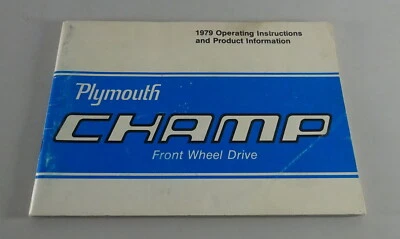 1979 Operating Instructions
and Product Information
Plymouth
CHAMP
Front Wheel Drive